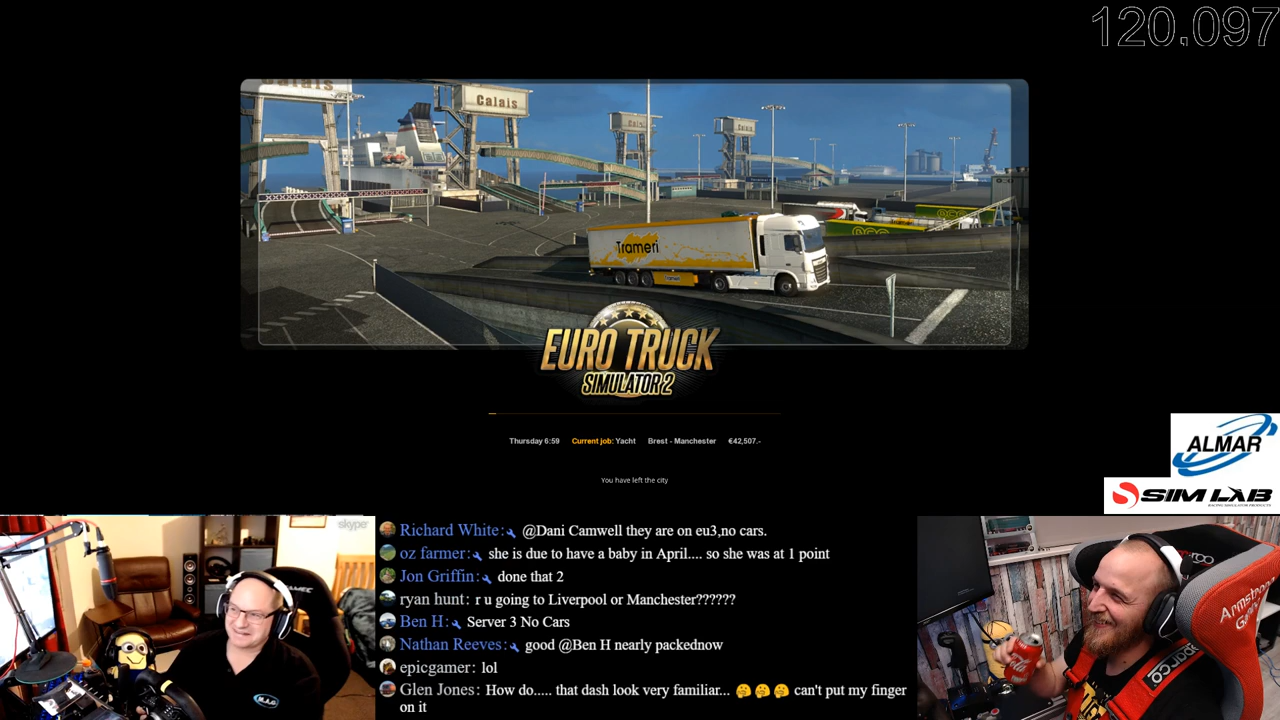 120.097
Calais
Calais
Calais
Trameri
EURO TRUCK
SIMULATOR 2
Thursday 6:59 Current job: Yacht Brest - Manchester €42,507.-
You have left the city
ALMAR
SIM LAB
skype
Richard White: @Dani Camwell they are on eu3,no cars.
oz farmer: she is due to have a baby in April.... so she was at 1 point
Jon Griffin: done that 2
ryan hunt: r u going to Liverpool or Manchester??????
Ben H: Server 3 No Cars
Nathan Reeves: good @Ben H nearly packednow
epicgamer: lol
Glen Jones: How do..... that dash look very familiar... 🤔🤔🤔 can't put my finger
on it